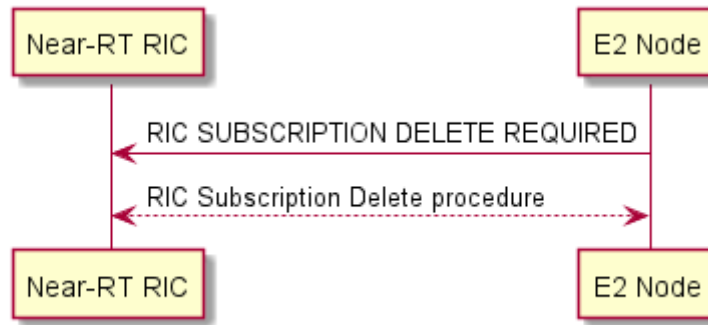 Near-RT RIC
E2 Node
RIC SUBSCRIPTION DELETE REQUIRED
RIC Subscription Delete procedure
Near-RT RIC
E2 Node